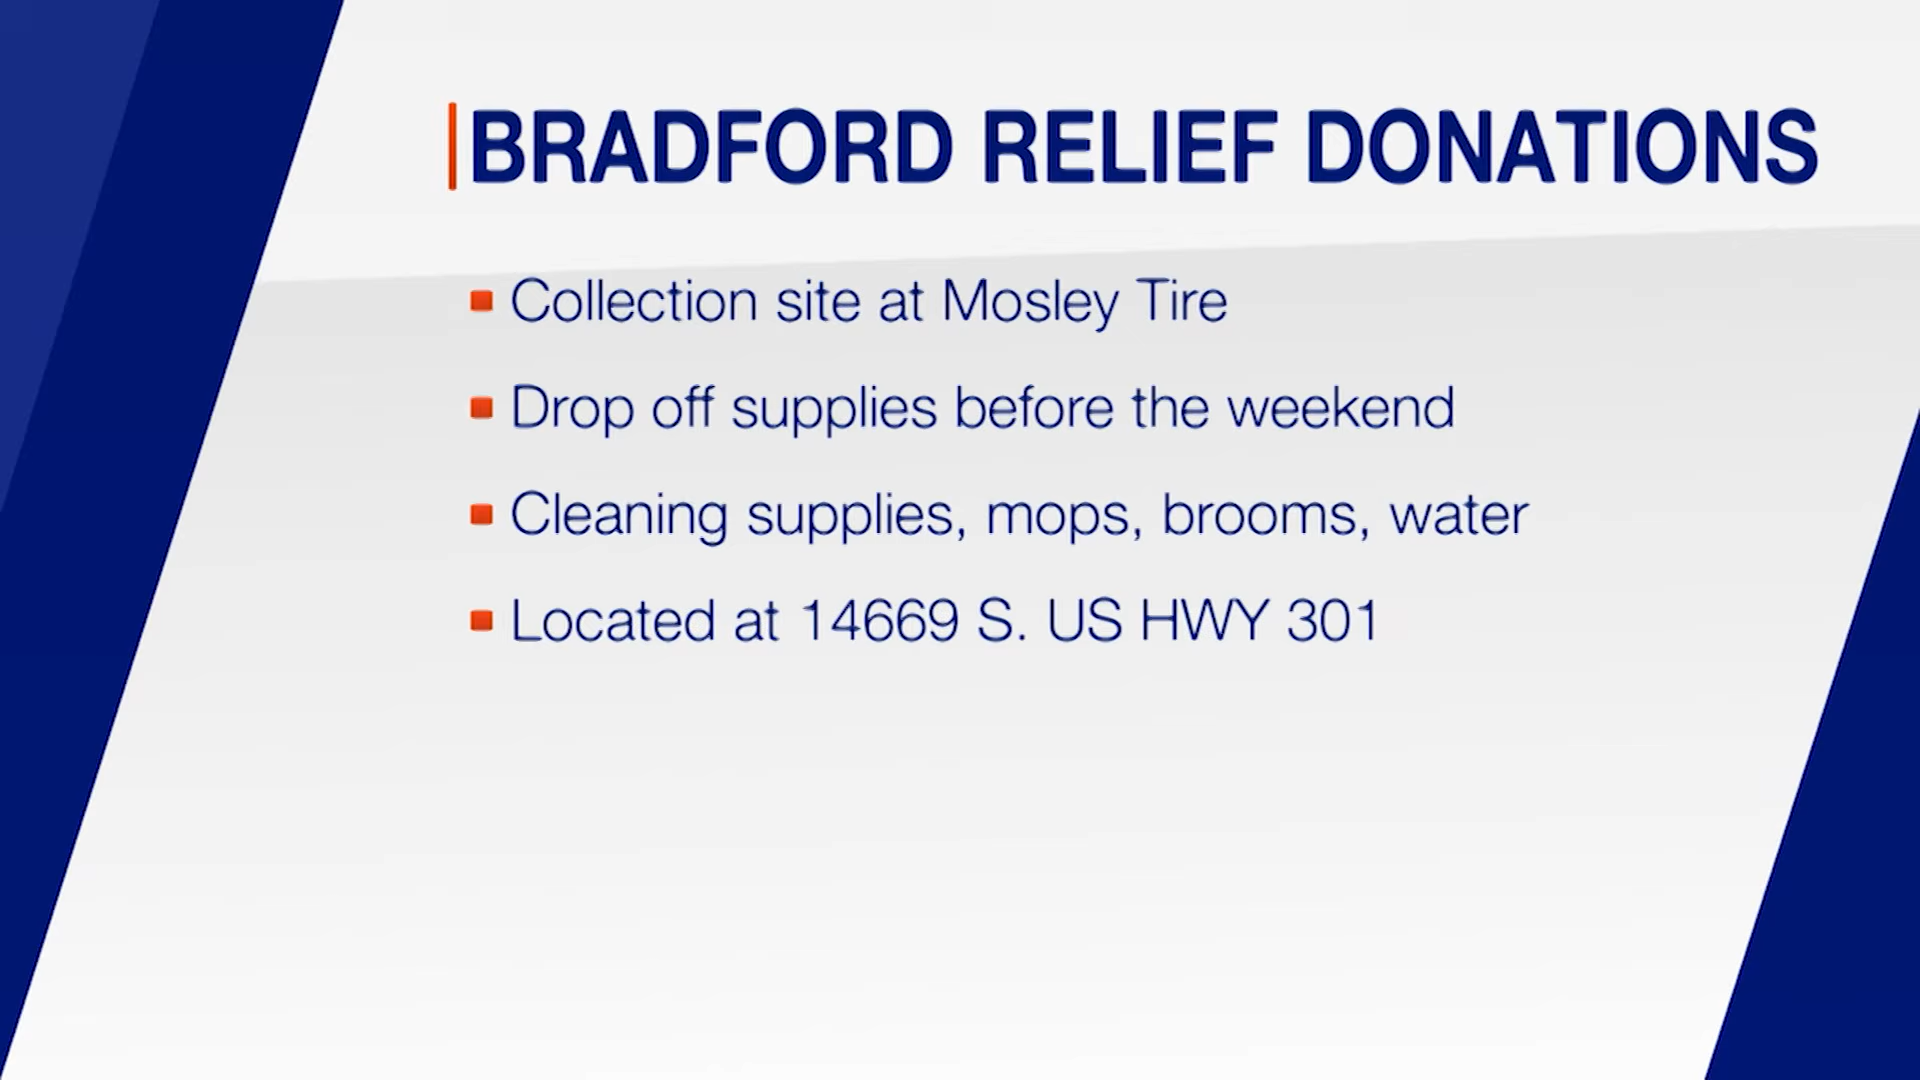 BRADFORD RELIEF DONATIONS
Collection site at Mosley Tire
Drop off supplies before the weekend
Cleaning supplies, mops, brooms, water
Located at 14669 S. US HWY 301